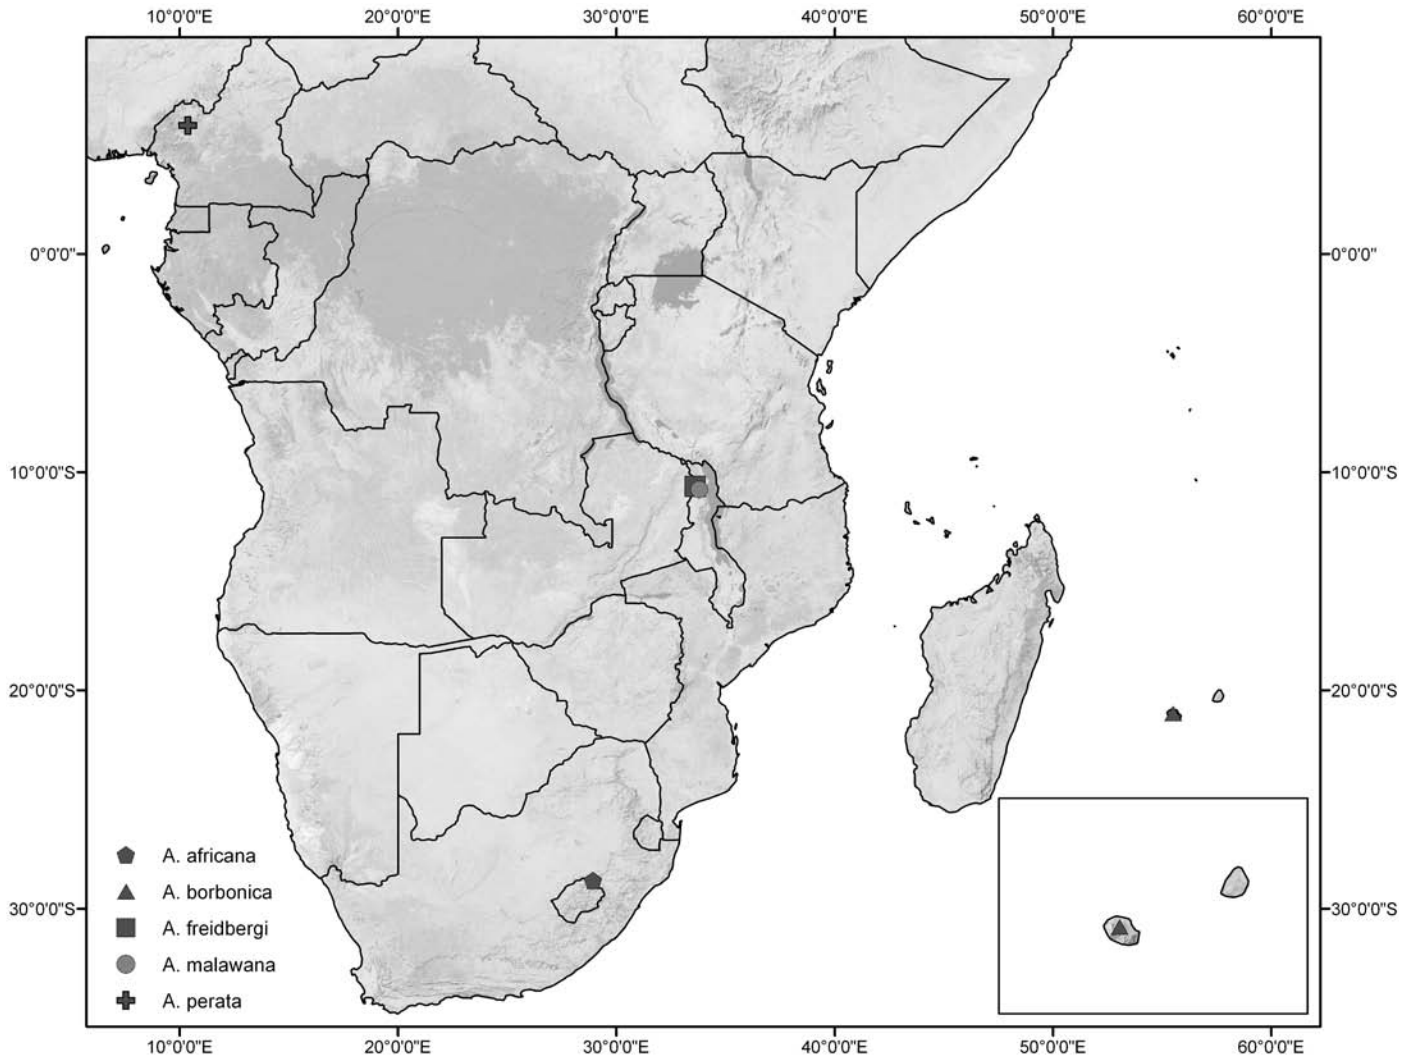 10°0'0"E 20°0'0"E 30°0'0"E 40°0'0"E 50°0'0"E 60°0'0"E
0°0'0" 0°0'0"
10°0'0"S 10°0'0"S
20°0'0"S 20°0'0"S
A. africana
A. borbonica
30°0'0"S 30°0'0"S
A. freidbergi
A. malawana
A. perata
10°0'0"E 20°0'0"E 30°0'0"E 40°0'0"E 50°0'0"E 60°0'0"E